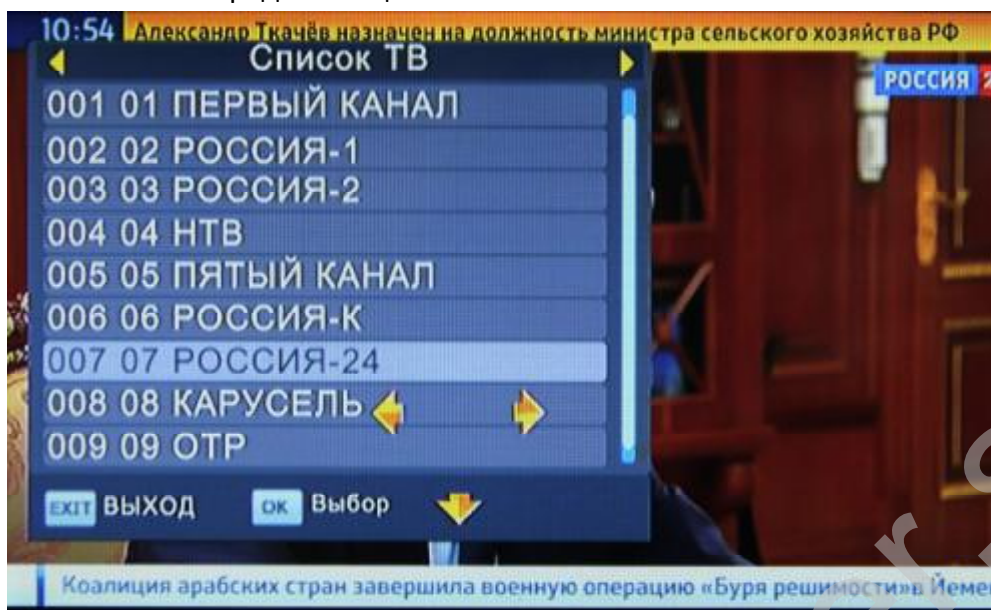 10:54 Александр Ткачёв назначен на должность министра сельского хозяйства РФ
Список ТВ
РОССИЯ 2
001 01 ПЕРВЫЙ КАНАЛ
002 02 РОССИЯ-1
003 03 РОССИЯ-2
004 04 НТВ
005 05 ПЯТЫЙ КАНАЛ
006 06 РОССИЯ-К
007 07 РОССИЯ-24
008 08 КАРУСЕЛЬ
009 09 ОТР
EXIT ВЫХОД OK Выбор
Коалиция арабских стран завершила военную операцию «Буря решимости»в Йеме